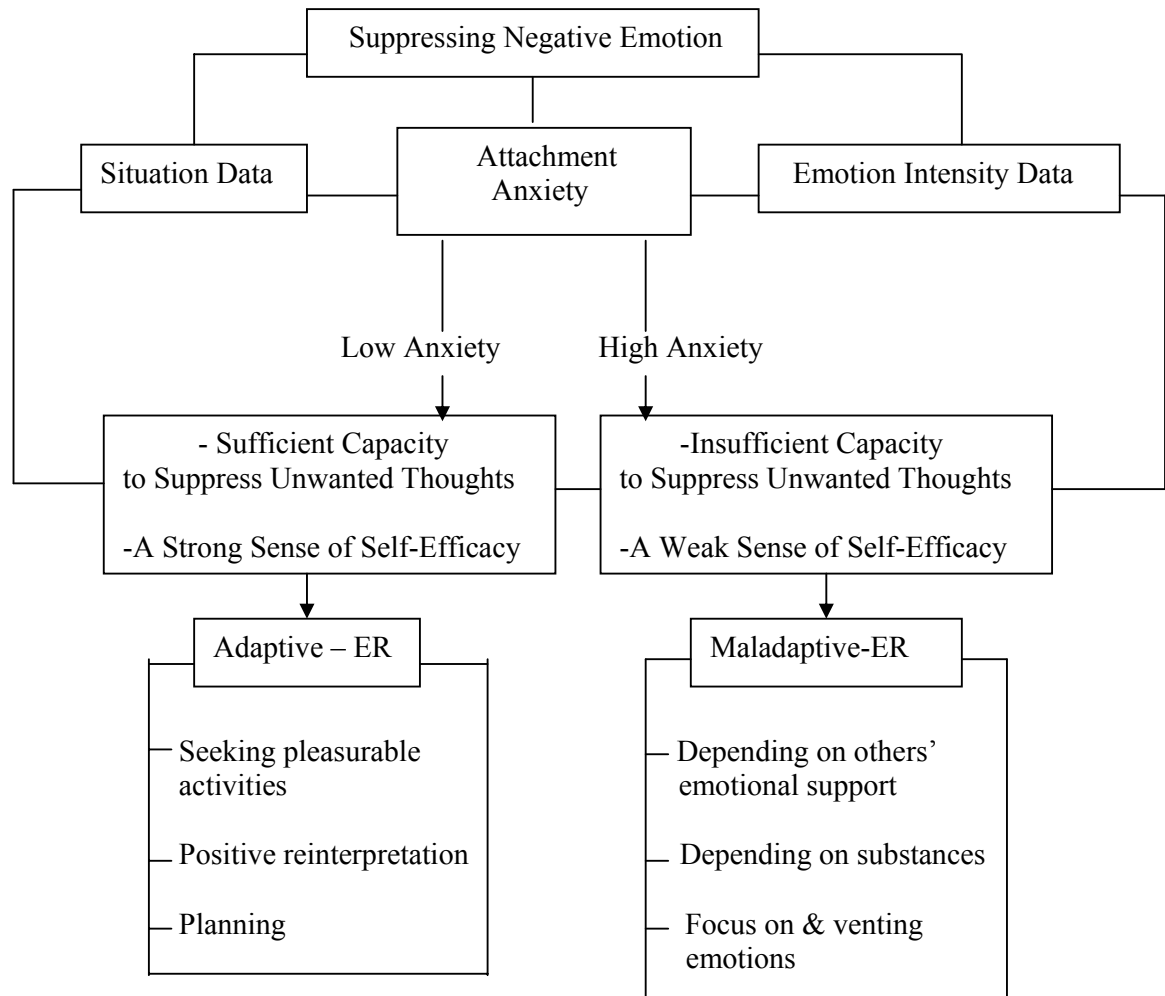 Suppressing Negative Emotion
Situation Data
Attachment
Anxiety
Emotion Intensity Data
Low Anxiety
High Anxiety
- Sufficient Capacity
to Suppress Unwanted Thoughts
-A Strong Sense of Self-Efficacy
-Insufficient Capacity
to Suppress Unwanted Thoughts
-A Weak Sense of Self-Efficacy
Adaptive – ER
Seeking pleasurable
activities
Positive reinterpretation
Planning
Maladaptive-ER
Depending on others’
emotional support
Depending on substances
Focus on & venting
emotions